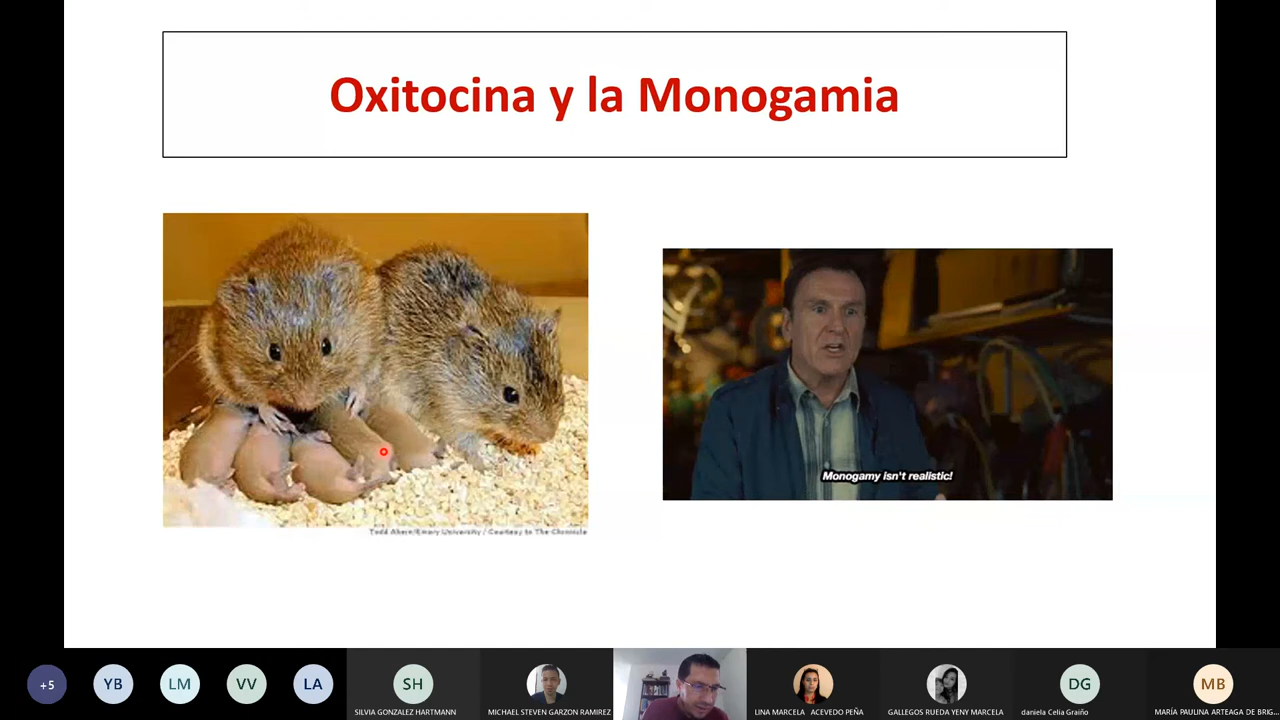 Oxitocina y la Monogamia
Monogamy isn't realistic!
Todd Ahern/Emory University / Courtesy to The Chronicle
+5
YB
LM
VV
LA
SH
DG
MB
SILVIA GONZALEZ HARTMANN
MICHAEL STEVEN GARZON RAMIREZ
LINA MARCELA ACEVEDO PEÑA
GALLEGOS RUEDA YENY MARCELA
daniela Celia Graiño
MARÍA PAULINA ARTEAGA DE BRIG...